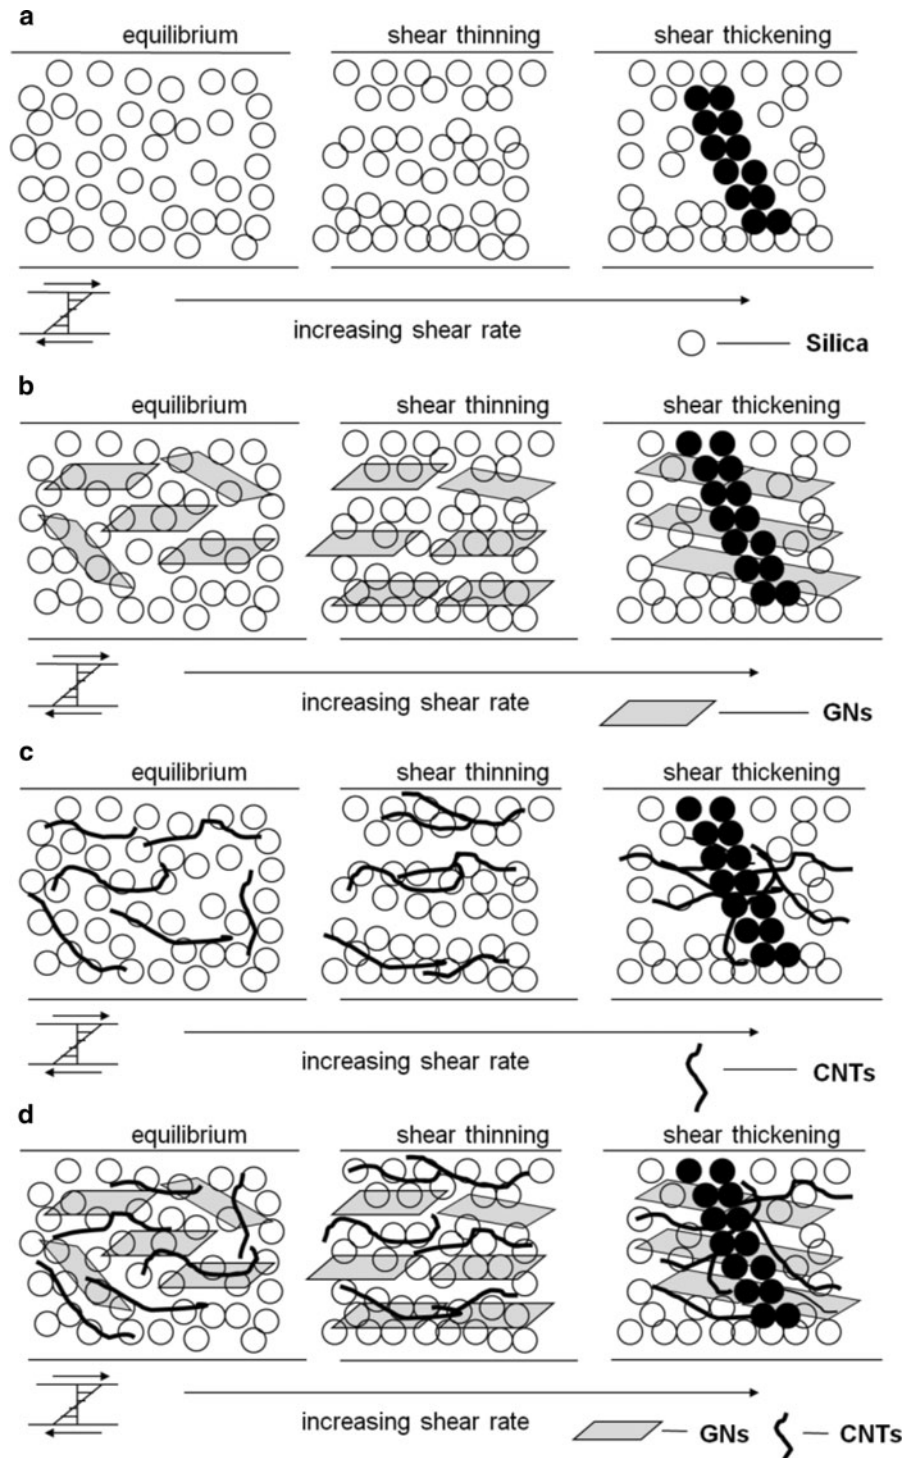 a
equilibrium shear thinning shear thickening
increasing shear rate
Silica
b
equilibrium shear thinning shear thickening
increasing shear rate
GNs
c
equilibrium shear thinning shear thickening
increasing shear rate
CNTs
d
equilibrium shear thinning shear thickening
increasing shear rate
GNs CNTs